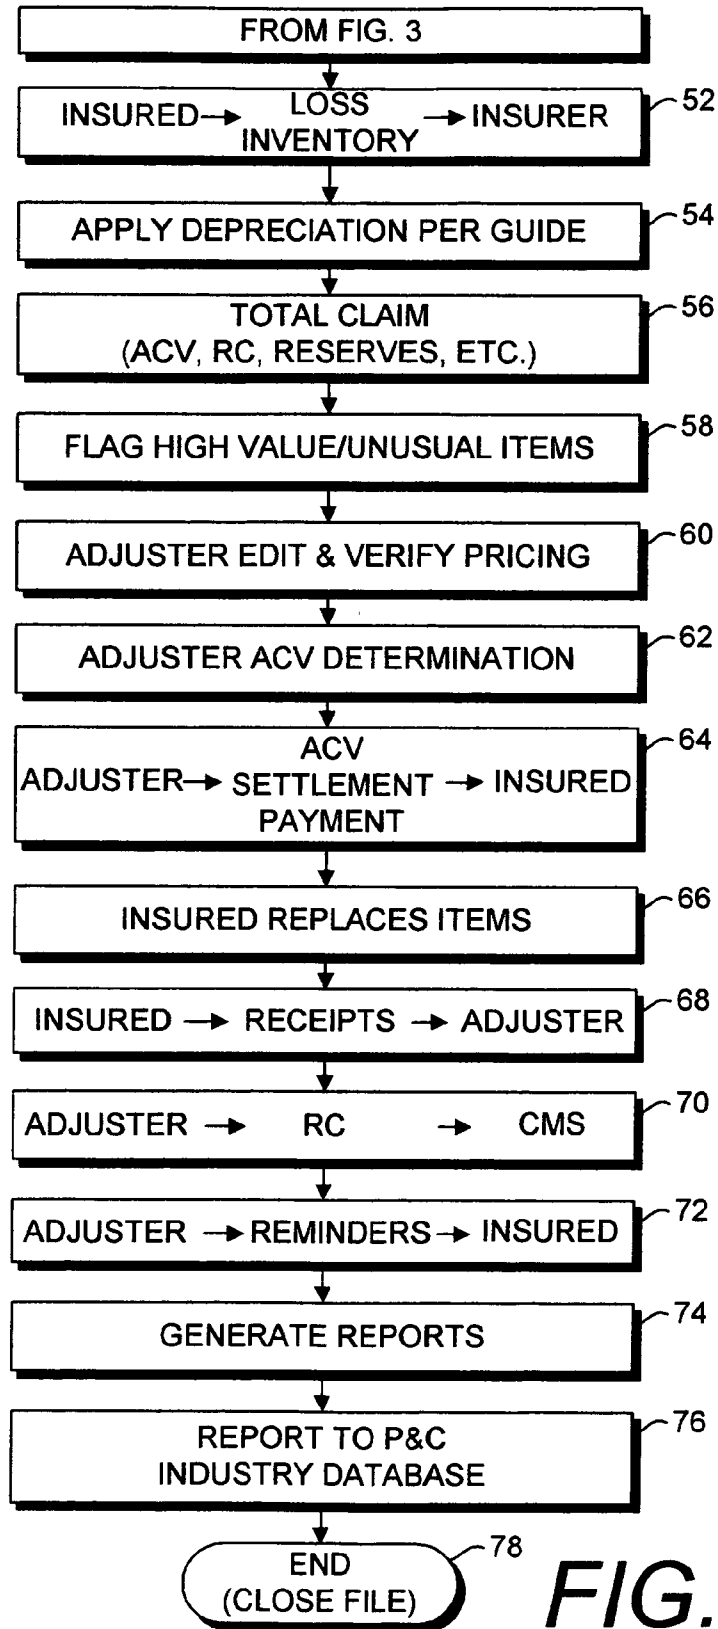 FROM FIG. 3
INSURED → LOSS INVENTORY → INSURER 52
APPLY DEPRECIATION PER GUIDE 54
TOTAL CLAIM 56
(ACV, RC, RESERVES, ETC.)
FLAG HIGH VALUE/UNUSUAL ITEMS 58
ADJUSTER EDIT & VERIFY PRICING 60
ADJUSTER ACV DETERMINATION 62
ADJUSTER → ACV SETTLEMENT PAYMENT → INSURED 64
INSURED REPLACES ITEMS 66
INSURED → RECEIPTS → ADJUSTER 68
ADJUSTER → RC → CMS 70
ADJUSTER → REMINDERS → INSURED 72
GENERATE REPORTS 74
REPORT TO P&C 76
INDUSTRY DATABASE
END 78
(CLOSE FILE)
FIG.